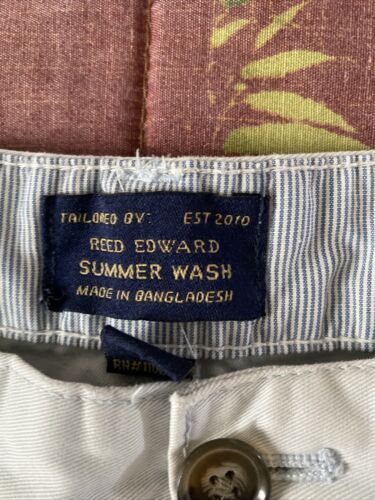 TAILORED BY: EST 2010
REED EDWARD
SUMMER WASH
MADE IN BANGLADESH